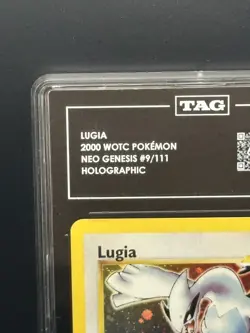 TAG
LUGIA
2000 WOTC POKÉMON
NEO GENESIS #9/111
HOLOGRAPHIC
Lugia